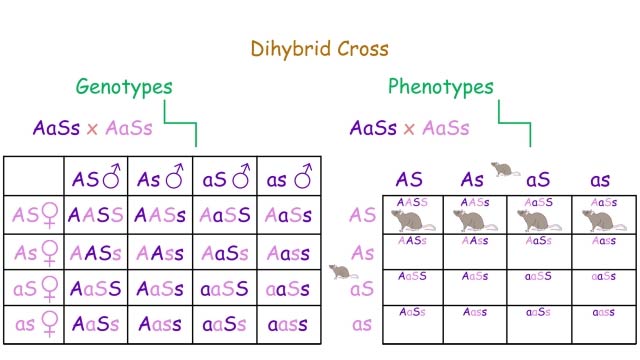 Dihybrid Cross
Genotypes
AaSs x AaSs
AS♂ As♂ aS♂ as♂
AS♀ AASS AASs AaSS AaSs
As♀ AASs AAss AaSs Aass
aS♀ AaSS AaSs aaSS aaSs
as♀ AaSs Aass aaSs aass
Phenotypes
AaSs x AaSs
AS As aS as
AS AASS AASs AaSS AaSs
As AASs AAss AaSs Aass
aS AaSS AaSs aaSS aaSs
as AaSs Aass aaSs aass